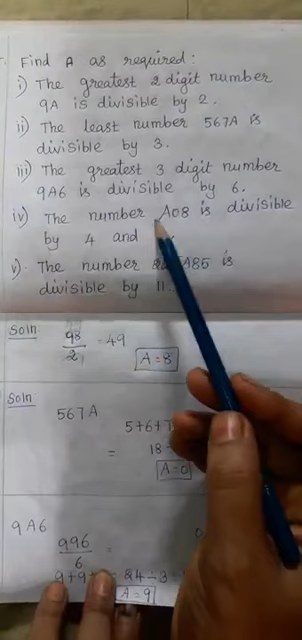 Find A as required:
i) The greatest 2 digit number
9A is divisible by 2.
ii) The least number 567A is
divisible by 3.
iii) The greatest 3 digit number
9A6 is divisible by 6.
iv) The number A08 is divisible
by 4 and
v) The number A85 is
divisible by 11.
Soln
98/2 = 49
A=8
Soln
567A
5+6+7
= 18
A=0
9A6
996/6
9+9+ = 24÷3=
A=9